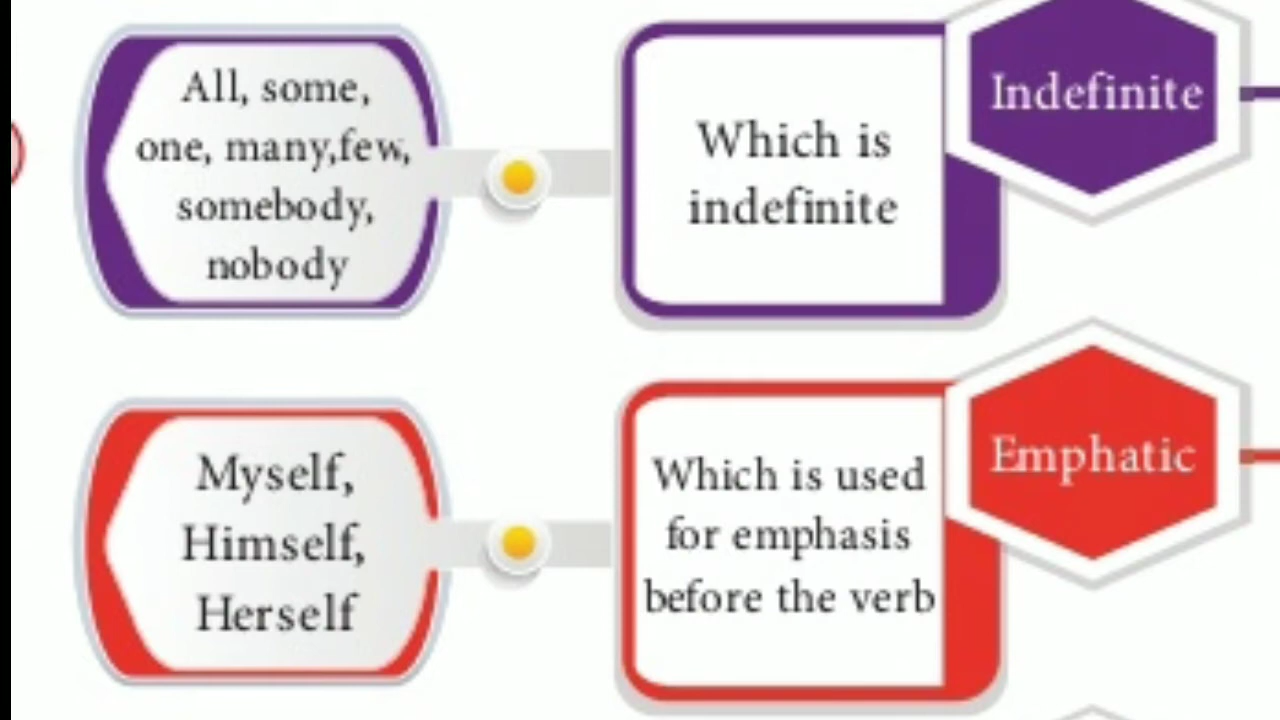 All, some,
one, many,few,
somebody,
nobody
Which is
indefinite
Indefinite
Myself,
Himself,
Herself
Which is used
for emphasis
before the verb
Emphatic